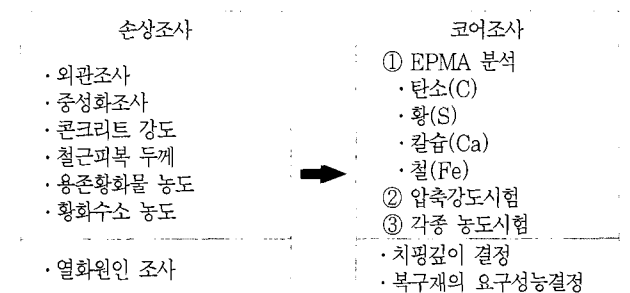 손상조사
· 외관조사
· 중성화조사
· 콘크리트 강도
· 철근피복 두께
· 용존황화물 농도
· 황화수소 농도
· 열화원인 조사
코어조사
① EPMA 분석
· 탄소(C)
· 황(S)
· 칼슘(Ca)
· 철(Fe)
② 압축강도시험
③ 각종 농도시험
· 치핑깊이 결정
· 복구재의 요구성능결정